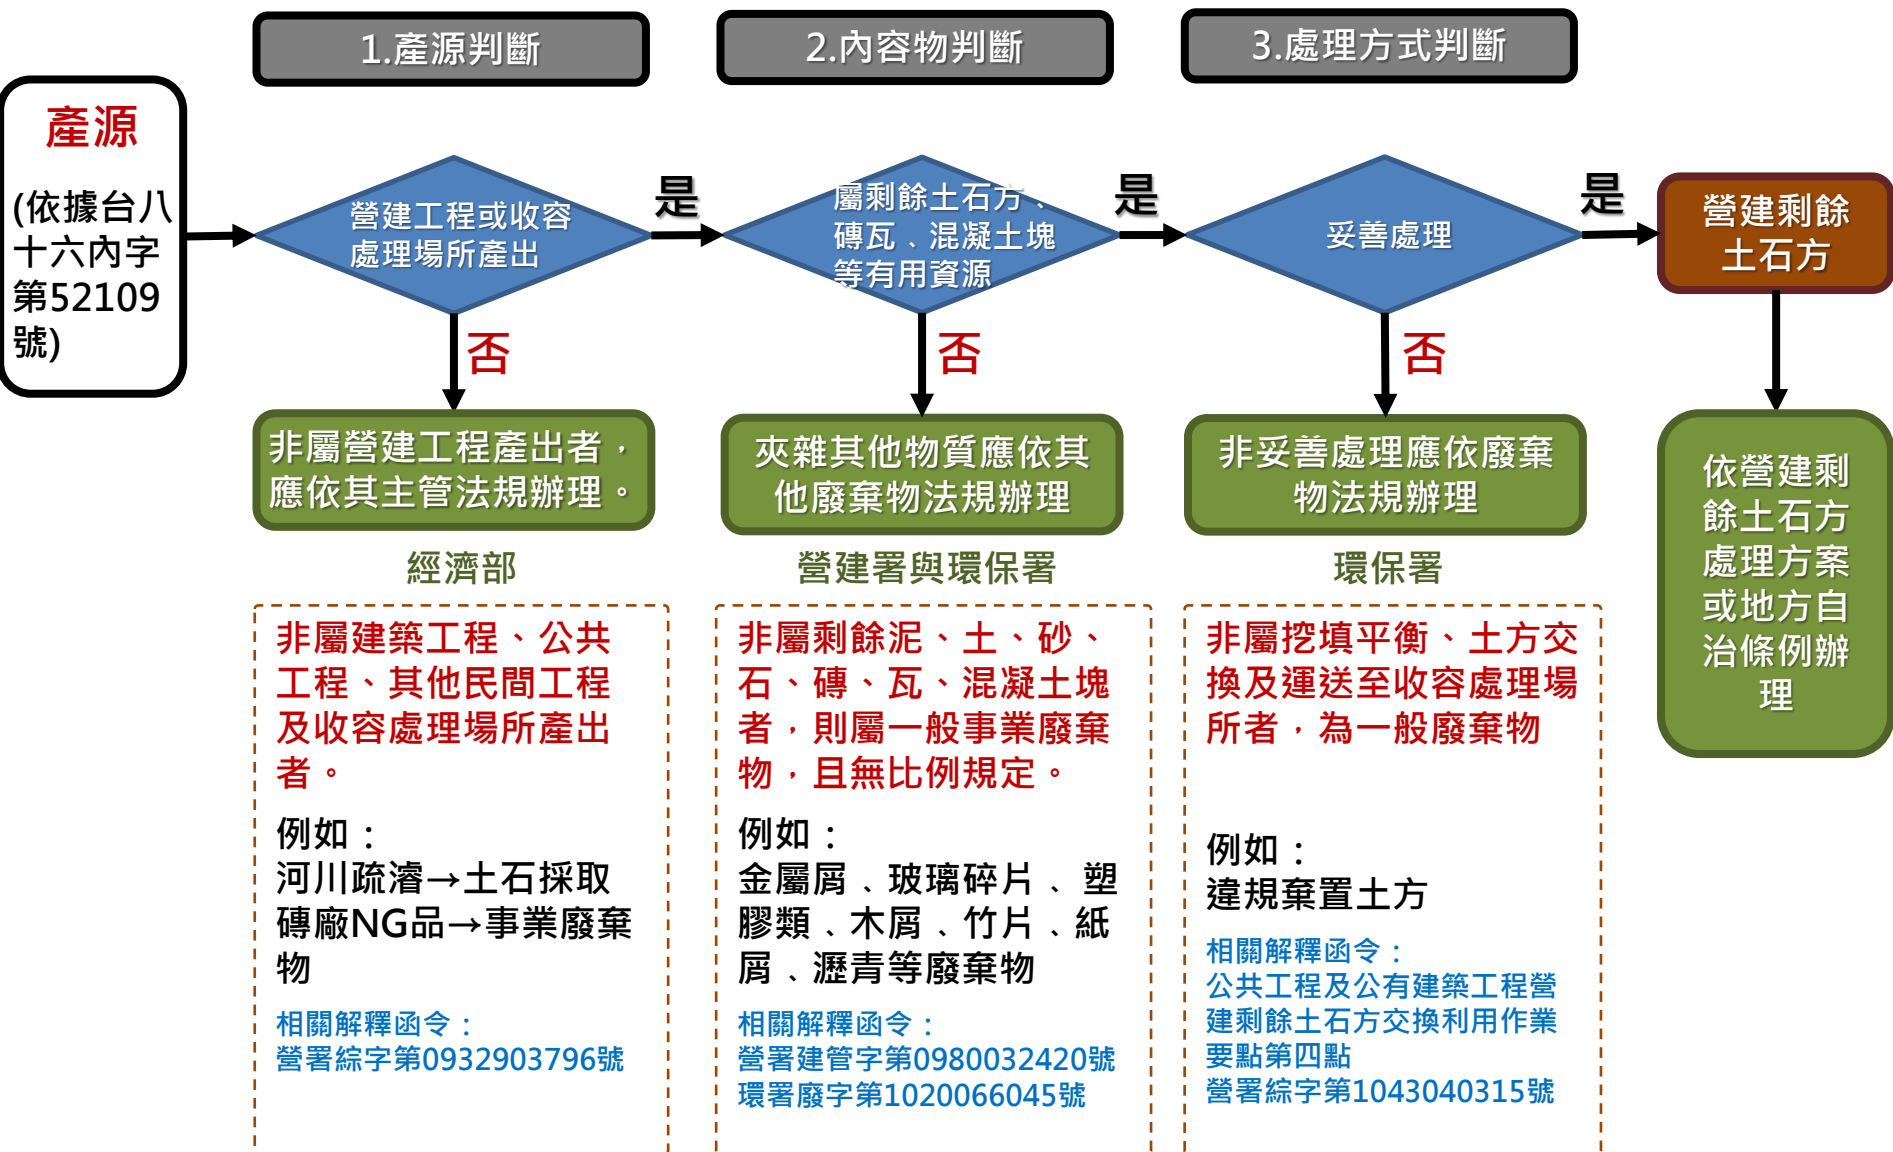 1.產源判斷
2.內容物判斷
3.處理方式判斷
產源
(依據台八
十六內字
第52109
號)
營建工程或收容
處理場所產出
是
屬剩餘土石方、
磚瓦、混凝土塊
等有用資源
是
妥善處理
是
營建剩餘
土石方
否
否
否
非屬營建工程產出者，
應依其主管法規辦理。
夾雜其他物質應依其
他廢棄物法規辦理
非妥善處理應依廢棄
物法規辦理
依營建剩
餘土石方
處理方案
或地方自
治條例辦
理
經濟部
營建署與環保署
環保署
非屬建築工程、公共
工程、其他民間工程
及收容處理場所產出
者。
例如：
河川疏濬→土石採取
磚廠NG品→事業廢棄
物
相關解釋函令：
營署綜字第0932903796號
非屬剩餘泥、土、砂、
石、磚、瓦、混凝土塊
者，則屬一般事業廢棄
物，且無比例規定。
例如：
金屬屑、玻璃碎片、塑
膠類、木屑、竹片、紙
屑、瀝青等廢棄物
相關解釋函令：
營署建管字第0980032420號
環署廢字第1020066045號
非屬挖填平衡、土方交
換及運送至收容處理場
所者，為一般廢棄物
例如：
違規棄置土方
相關解釋函令：
公共工程及公有建築工程營
建剩餘土石方交換利用作業
要點第四點
營署綜字第1043040315號